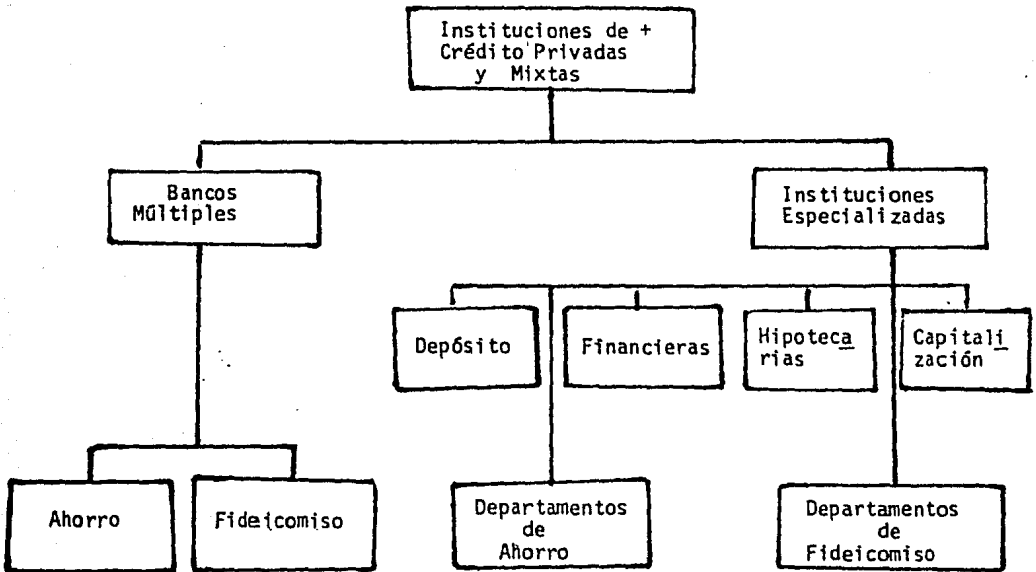 Instituciones de +
Crédito Privadas
y Mixtas
Bancos
Múltiples
Instituciones
Especializadas
Depósito
Financieras
Hipoteca
rias
Capitali
zación
Ahorro
Fideicomiso
Departamentos
de
Ahorro
Departamentos
de
Fideicomiso